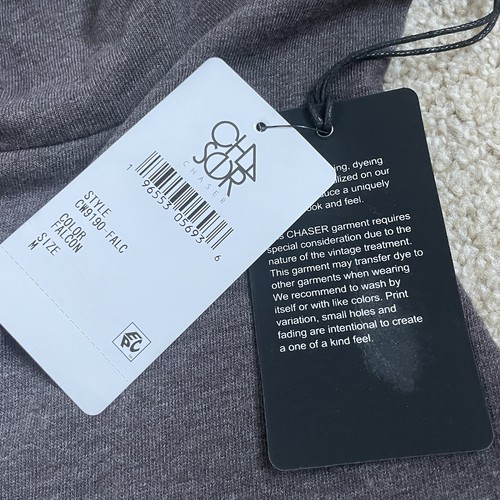 CHA
SOR
CHASER
1 96553 05693 6
STYLE
CW9190-FALC
COLOR
FALCON
SIZE
M
EPC
dyeing
on our
a uniquely
and feel.
CHASER garment requires
special consideration due to the
nature of the vintage treatment.
This garment may transfer dye to
other garments when wearing
We recommend to wash by
itself or with like colors. Print
variation, small holes and
fading are intentional to create
a one of a kind feel.